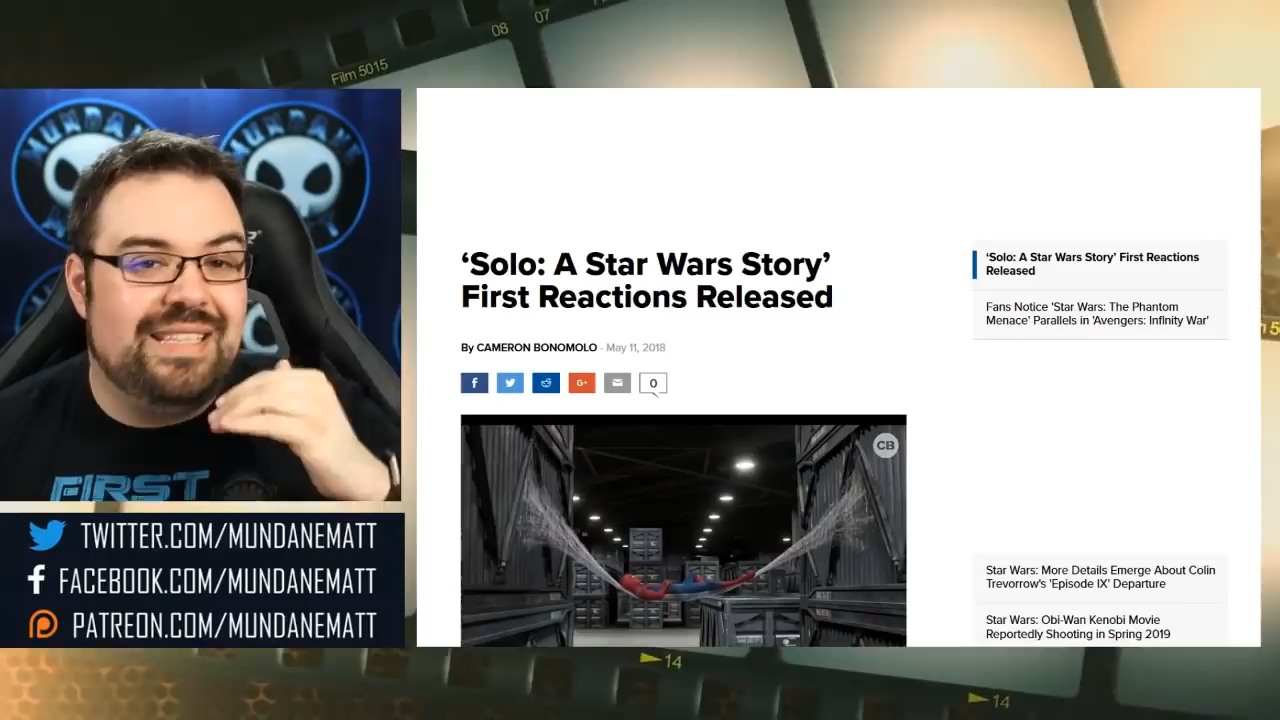 08
07
Film 5015
MUNDANE
MUNDANE
FIRST
TWITTER.COM/MUNDANEMATT
FACEBOOK.COM/MUNDANEMATT
PATREON.COM/MUNDANEMATT
‘Solo: A Star Wars Story’
First Reactions Released
By CAMERON BONOMOLO - May 11, 2018
f
G+
0
CB
‘Solo: A Star Wars Story’ First Reactions
Released
Fans Notice 'Star Wars: The Phantom
Menace' Parallels in 'Avengers: Infinity War'
Star Wars: More Details Emerge About Colin
Trevorrow's 'Episode IX' Departure
Star Wars: Obi-Wan Kenobi Movie
Reportedly Shooting in Spring 2019
14
14